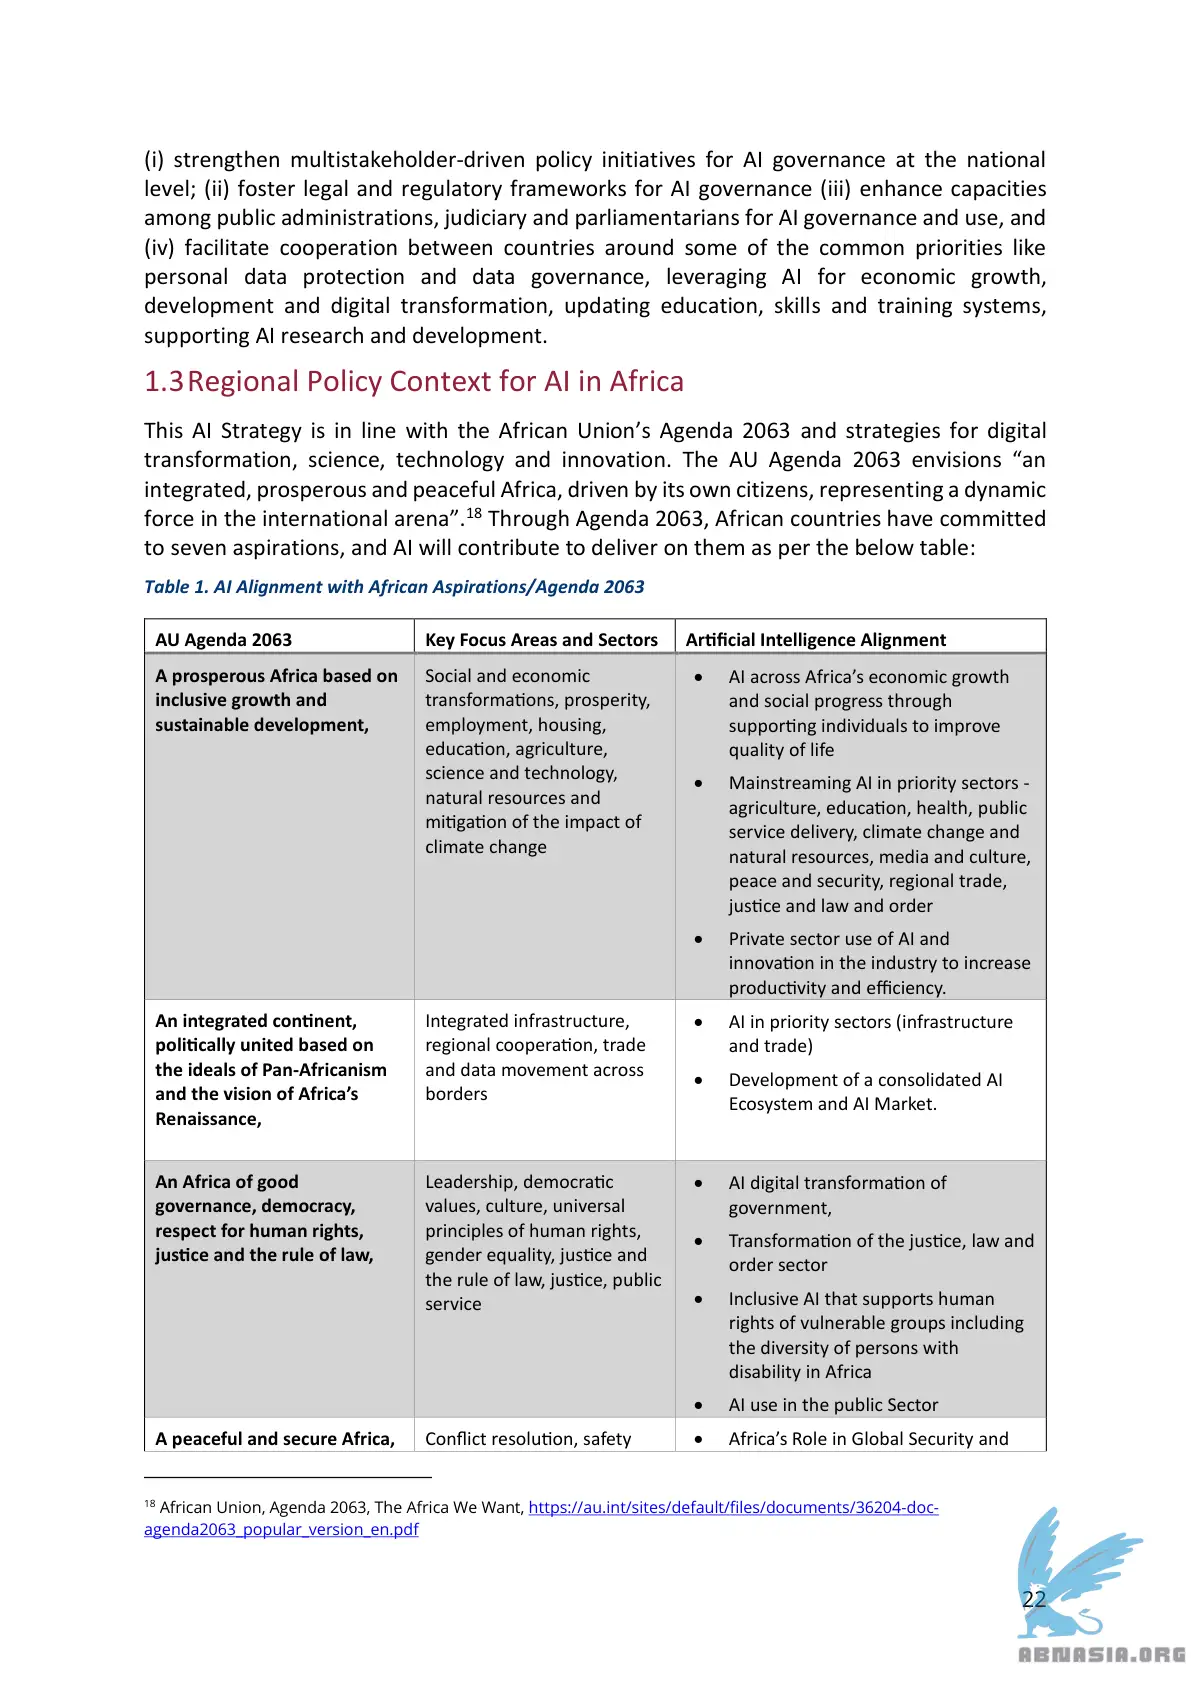 (i) strengthen multistakeholder-driven policy initiatives for AI governance at the national
level; (ii) foster legal and regulatory frameworks for AI governance (iii) enhance capacities
among public administrations, judiciary and parliamentarians for AI governance and use, and
(iv) facilitate cooperation between countries around some of the common priorities like
personal data protection and data governance, leveraging AI for economic growth,
development and digital transformation, updating education, skills and training systems,
supporting AI research and development.
1.3 Regional Policy Context for AI in Africa
This AI Strategy is in line with the African Union’s Agenda 2063 and strategies for digital
transformation, science, technology and innovation. The AU Agenda 2063 envisions “an
integrated, prosperous and peaceful Africa, driven by its own citizens, representing a dynamic
force in the international arena”.18 Through Agenda 2063, African countries have committed
to seven aspirations, and AI will contribute to deliver on them as per the below table:
Table 1. AI Alignment with African Aspirations/Agenda 2063
AU Agenda 2063
Key Focus Areas and Sectors
Artificial Intelligence Alignment
A prosperous Africa based on
inclusive growth and
sustainable development,
Social and economic
transformations, prosperity,
employment, housing,
education, agriculture,
science and technology,
natural resources and
mitigation of the impact of
climate change
• AI across Africa’s economic growth
and social progress through
supporting individuals to improve
quality of life
• Mainstreaming AI in priority sectors -
agriculture, education, health, public
service delivery, climate change and
natural resources, media and culture,
peace and security, regional trade,
justice and law and order
• Private sector use of AI and
innovation in the industry to increase
productivity and efficiency.
An integrated continent,
politically united based on
the ideals of Pan-Africanism
and the vision of Africa’s
Renaissance,
Integrated infrastructure,
regional cooperation, trade
and data movement across
borders
• AI in priority sectors (infrastructure
and trade)
• Development of a consolidated AI
Ecosystem and AI Market.
An Africa of good
governance, democracy,
respect for human rights,
justice and the rule of law,
Leadership, democratic
values, culture, universal
principles of human rights,
gender equality, justice and
the rule of law, justice, public
service
• AI digital transformation of
government,
• Transformation of the justice, law and
order sector
• Inclusive AI that supports human
rights of vulnerable groups including
the diversity of persons with
disability in Africa
• AI use in the public Sector
A peaceful and secure Africa,
Conflict resolution, safety
• Africa’s Role in Global Security and
18 African Union, Agenda 2063, The Africa We Want, https://au.int/sites/default/files/documents/36204-doc-
agenda2063_popular_version_en.pdf
22
ABNASIA.ORG